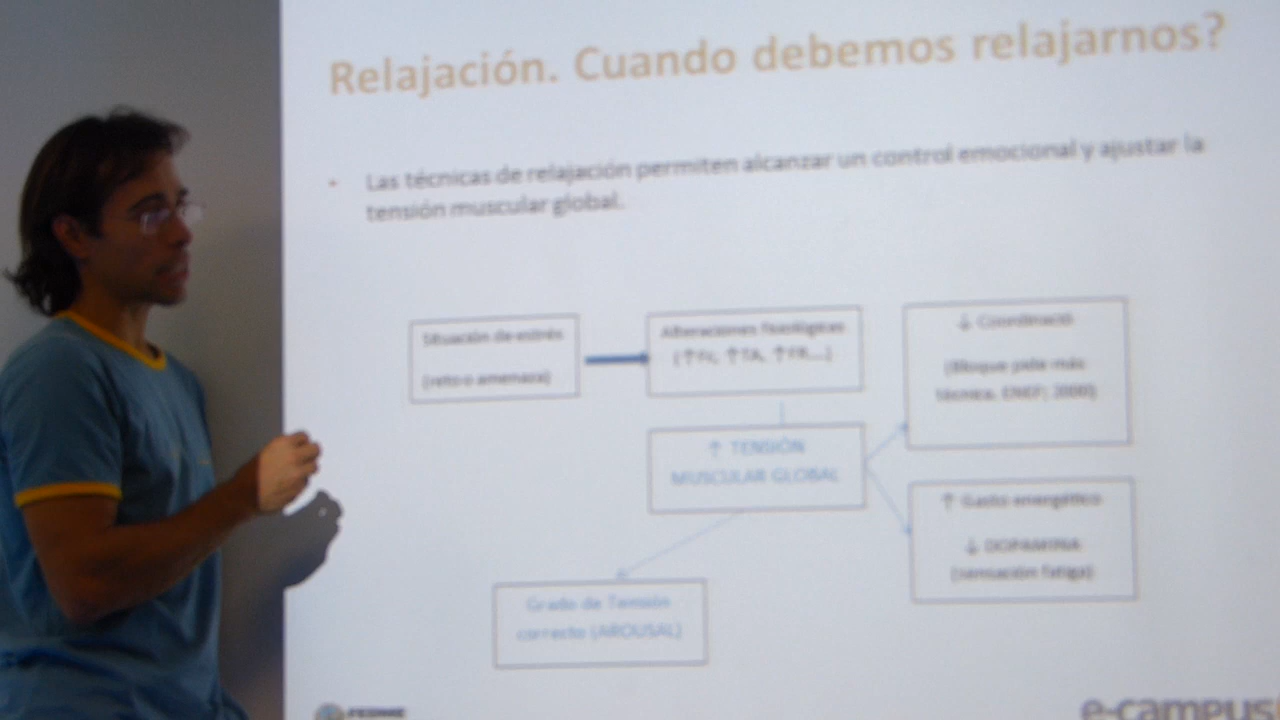 Relajación. Cuando debemos relajarnos?
- Las técnicas de relajación permiten alcanzar un control emocional y ajustar la
tensión muscular global.
Situación de estrés
(reto o amenaza)
Alteraciones fisiológicas
(↑Fc, ↑TA, ↑FR...)
↓ Coordinació
(Bloque pide más
técnica. 2000)
↑ TENSIÓN
MUSCULAR GLOBAL
↑ Gasto energético
↓ DOPAMINA
(sensación fatiga)
Grado de Tensión
correcto (AROUSAL)
FEDME
e-campus